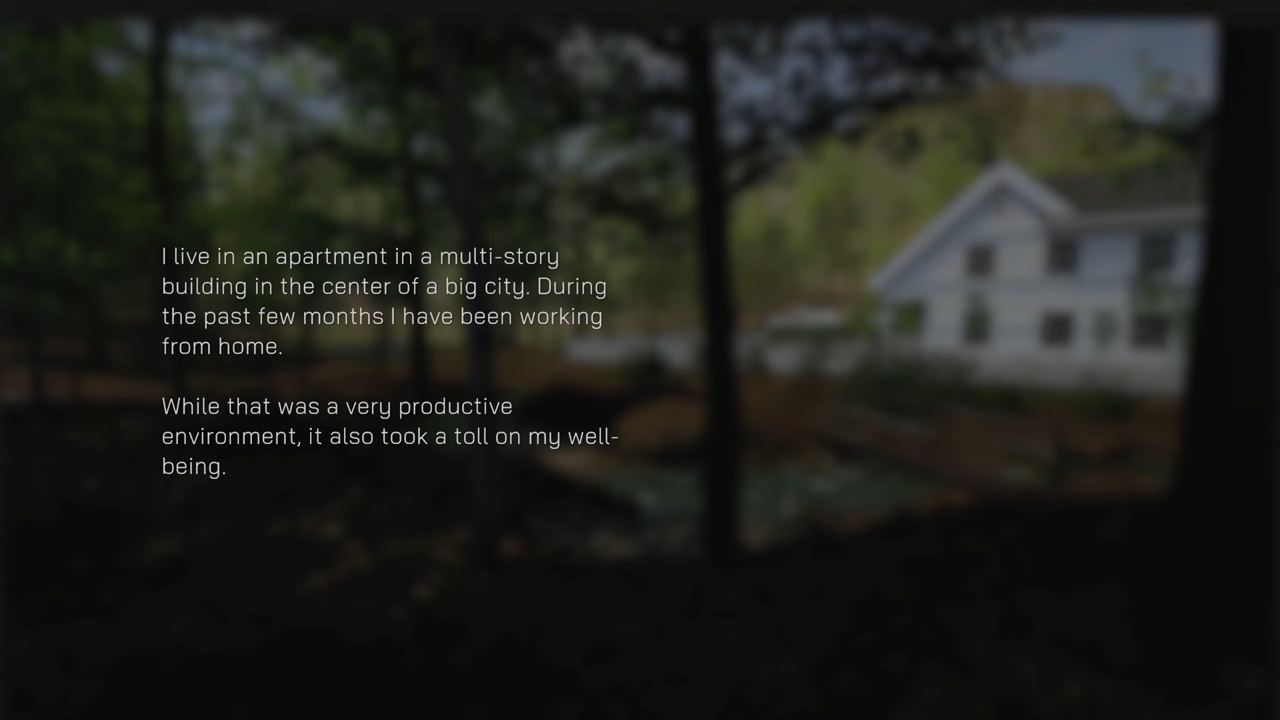 I live in an apartment in a multi-story
building in the center of a big city. During
the past few months I have been working
from home.
While that was a very productive
environment, it also took a toll on my well-
being.